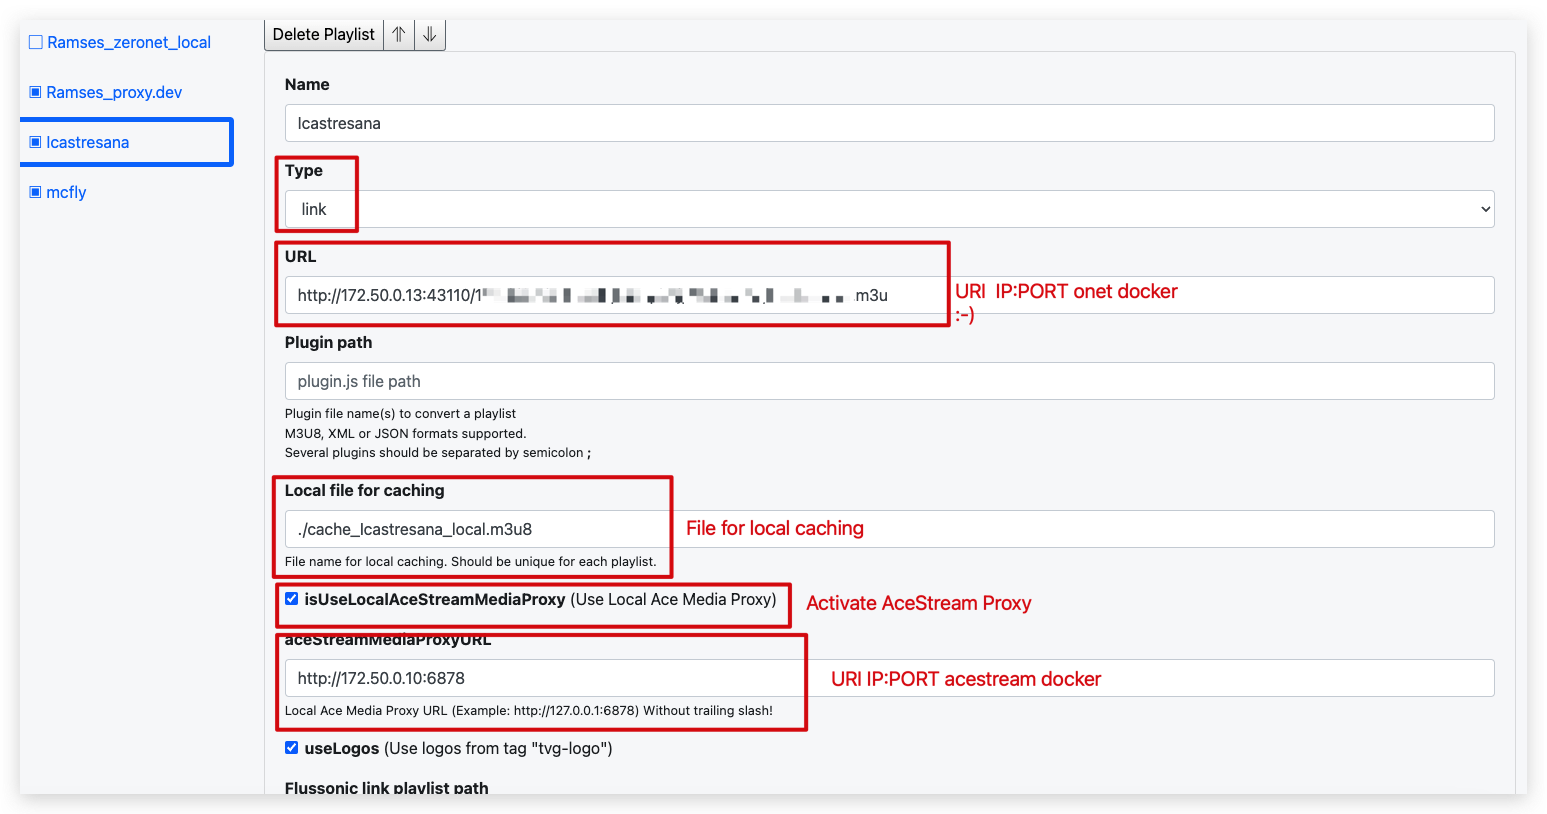 Ramses_zeronet_local
Ramses_proxy.dev
lcastresana
mcfly
Delete Playlist ⇑ ⇓
Name
lcastresana
Type
link
URL
http://172.50.0.13:43110/1 .m3u
URI IP:PORT onet docker
:-)
Plugin path
plugin.js file path
Plugin file name(s) to convert a playlist
M3U8, XML or JSON formats supported.
Several plugins should be separated by semicolon ;
Local file for caching
./cache_lcastresana_local.m3u8
File for local caching
File name for local caching. Should be unique for each playlist.
isUseLocalAceStreamMediaProxy (Use Local Ace Media Proxy)
Activate AceStream Proxy
aceStreamMediaProxyURL
http://172.50.0.10:6878
URI IP:PORT acestream docker
Local Ace Media Proxy URL (Example: http://127.0.0.1:6878) Without trailing slash!
useLogos (Use logos from tag "tvg-logo")
Flussonic link playlist path